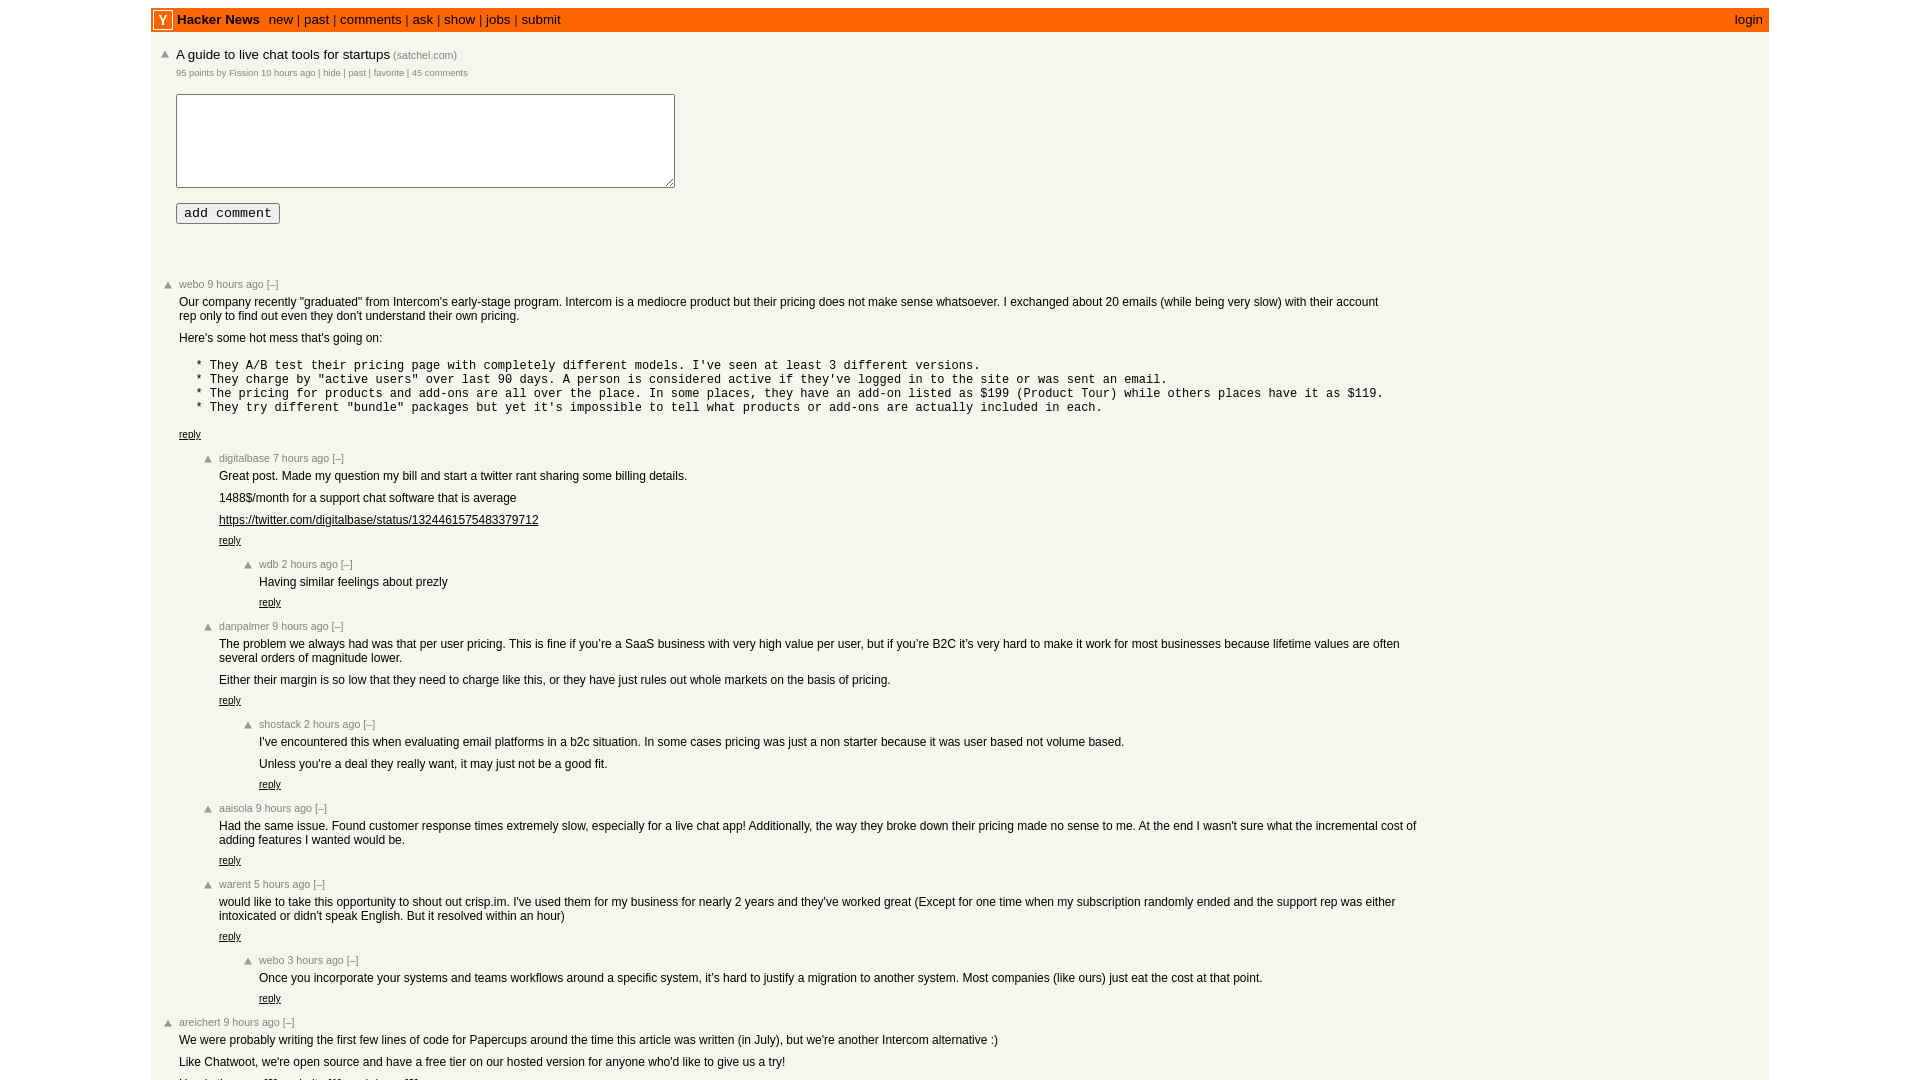 Y Hacker News new | past | comments | ask | show | jobs | submit login
A guide to live chat tools for startups (satchel.com)
95 points by Fission 10 hours ago | hide | past | favorite | 45 comments
add comment
webo 9 hours ago [–]
Our company recently "graduated" from Intercom's early-stage program. Intercom is a mediocre product but their pricing does not make sense whatsoever. I exchanged about 20 emails (while being very slow) with their account
rep only to find out even they don't understand their own pricing.
Here's some hot mess that's going on:
* They A/B test their pricing page with completely different models. I've seen at least 3 different versions.
* They charge by "active users" over last 90 days. A person is considered active if they've logged in to the site or was sent an email.
* The pricing for products and add-ons are all over the place. In some places, they have an add-on listed as $199 (Product Tour) while others places have it as $119.
* They try different "bundle" packages but yet it's impossible to tell what products or add-ons are actually included in each.
reply
digitalbase 7 hours ago [–]
Great post. Made my question my bill and start a twitter rant sharing some billing details.
1488$/month for a support chat software that is average
https://twitter.com/digitalbase/status/1324461575483379712
reply
wdb 2 hours ago [–]
Having similar feelings about prezly
reply
danpalmer 9 hours ago [–]
The problem we always had was that per user pricing. This is fine if you’re a SaaS business with very high value per user, but if you’re B2C it’s very hard to make it work for most businesses because lifetime values are often
several orders of magnitude lower.
Either their margin is so low that they need to charge like this, or they have just rules out whole markets on the basis of pricing.
reply
shostack 2 hours ago [–]
I've encountered this when evaluating email platforms in a b2c situation. In some cases pricing was just a non starter because it was user based not volume based.
Unless you're a deal they really want, it may just not be a good fit.
reply
aaisola 9 hours ago [–]
Had the same issue. Found customer response times extremely slow, especially for a live chat app! Additionally, the way they broke down their pricing made no sense to me. At the end I wasn't sure what the incremental cost of
adding features I wanted would be.
reply
warent 5 hours ago [–]
would like to take this opportunity to shout out crisp.im. I've used them for my business for nearly 2 years and they've worked great (Except for one time when my subscription randomly ended and the support rep was either
intoxicated or didn't speak English. But it resolved within an hour)
reply
webo 3 hours ago [–]
Once you incorporate your systems and teams workflows around a specific system, it’s hard to justify a migration to another system. Most companies (like ours) just eat the cost at that point.
reply
areichert 9 hours ago [–]
We were probably writing the first few lines of code for Papercups around the time this article was written (in July), but we're another Intercom alternative :)
Like Chatwoot, we're open source and have a free tier on our hosted version for anyone who'd like to give us a try!